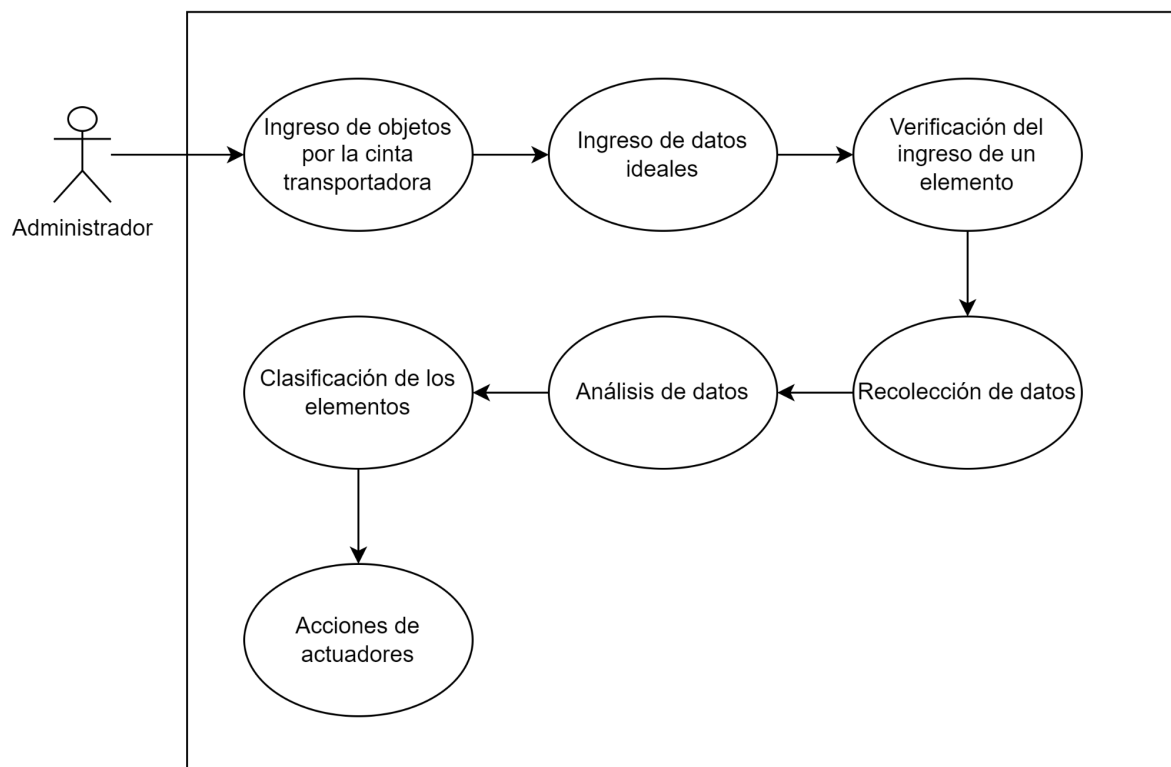 Administrador
Ingreso de objetos
por la cinta
transportadora
Ingreso de datos
ideales
Verificación del
ingreso de un
elemento
Recolección de datos
Análisis de datos
Clasificación de los
elementos
Acciones de
actuadores